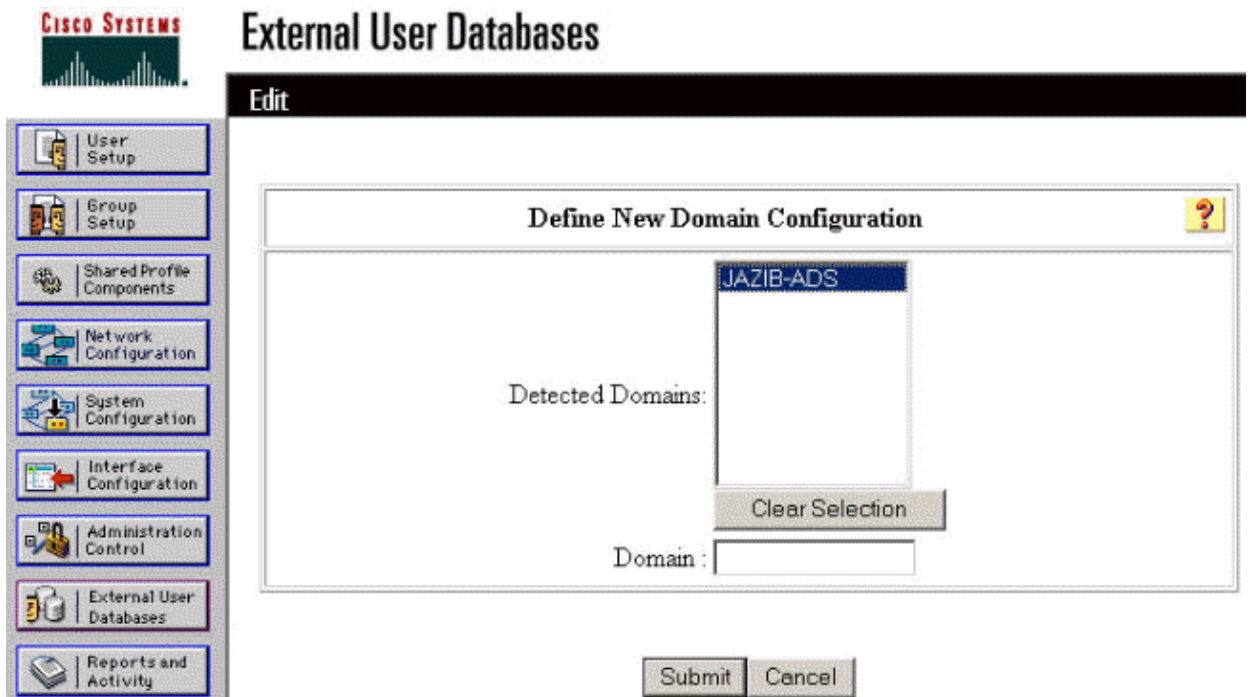 CISCO SYSTEMS
External User Databases
Edit
User
Setup
Group
Setup
Shared Profile
Components
Network
Configuration
System
Configuration
Interface
Configuration
Administration
Control
External User
Databases
Reports and
Activity
Define New Domain Configuration
?
JAZIB-ADS
Detected Domains:
Clear Selection
Domain :
Submit
Cancel